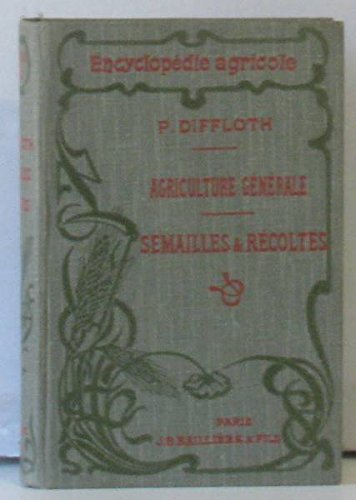 Encyclopédie agricole
P. DIFFLOTH
AGRICULTURE GÉNÉRALE
SEMAILLES & RÉCOLTES
PARIS
J.B. BAILLIÈRE & FILS